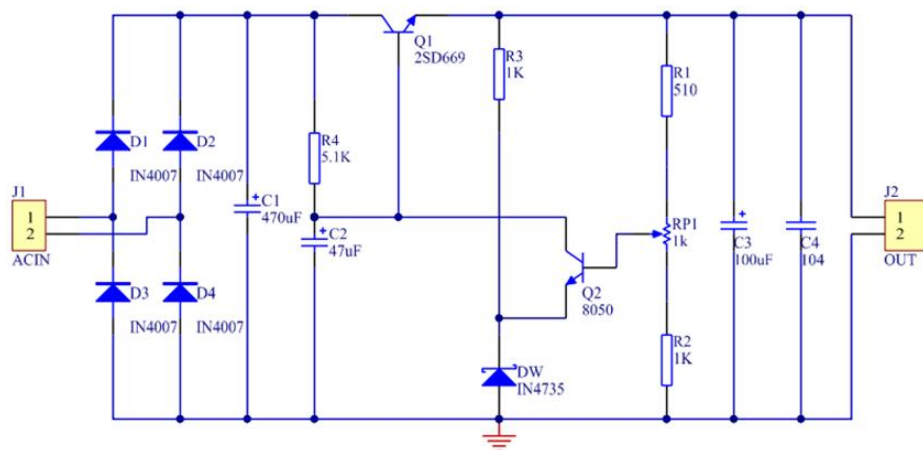 Q1
2SD669
R3
1K
R1
510
D1
D2
R4
5.1K
IN4007
IN4007
J1
1
2
ACIN
C1
470uF
C2
47uF
RP1
1k
C3
100uF
C4
104
J2
1
2
OUT
D3
D4
Q2
8050
IN4007
IN4007
R2
1K
DW
IN4735